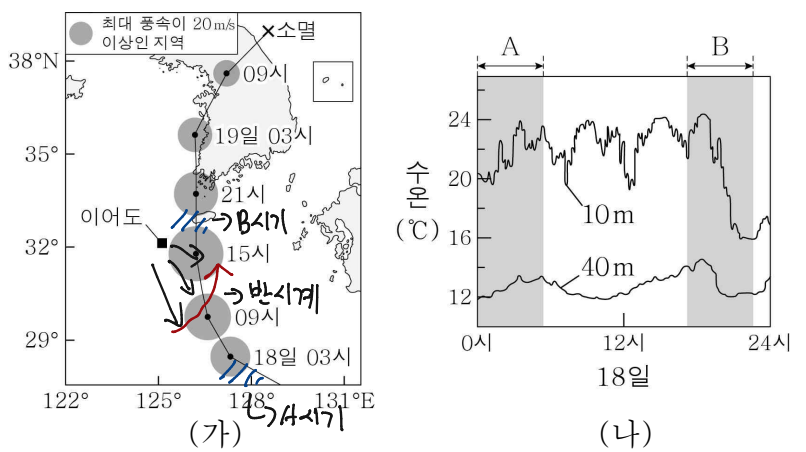 최대 풍속이 20 m/s
이상인 지역
소멸
38°N
09시
19일 03시
35°
21시
→ B시기
이어도
32°
15시
→ 반시계
09시
29°
18일 03시
→ A시기
122° 125° 128° 131°E
(가)
A B
24
20
16
12
수온
(℃)
10 m
40 m
0시 12시 24시
18일
(나)